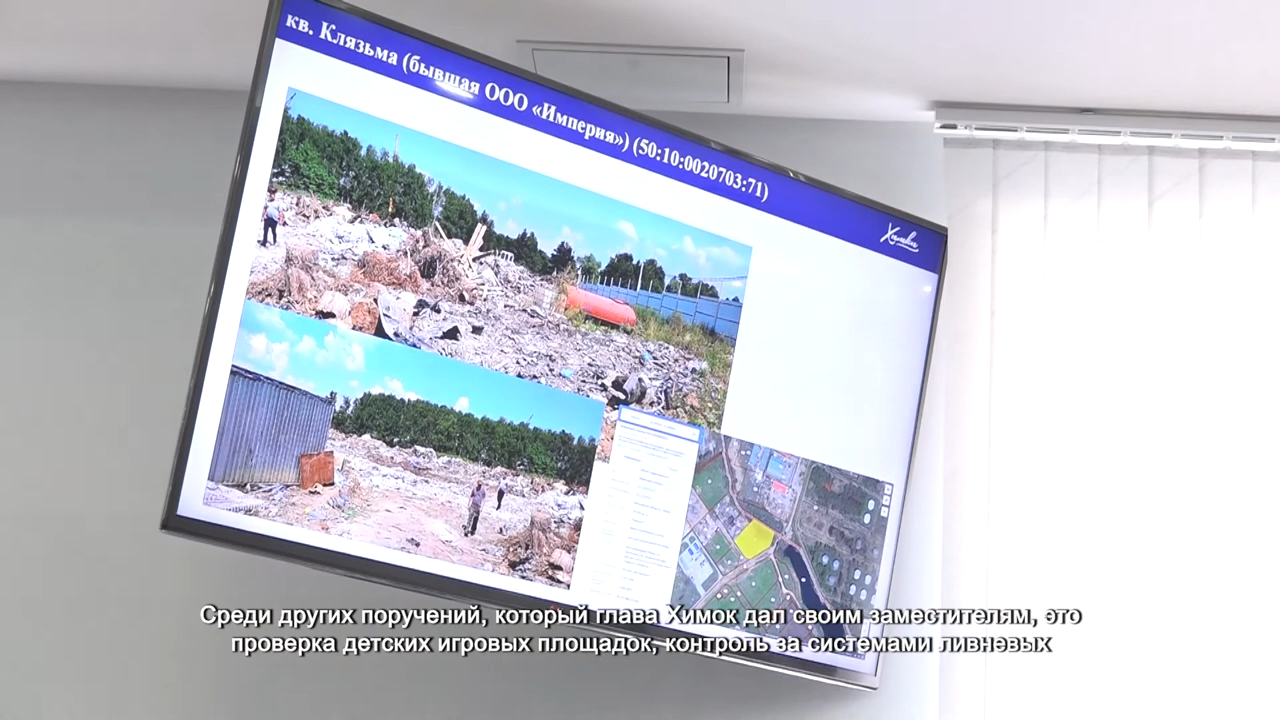 кв. Клязьма (бывшая ООО «Империя») (50:10:0020703:71)
Химки
Среди других поручений, который глава Химок дал своим заместителям, это
проверка детских игровых площадок, контроль за системами ливневых